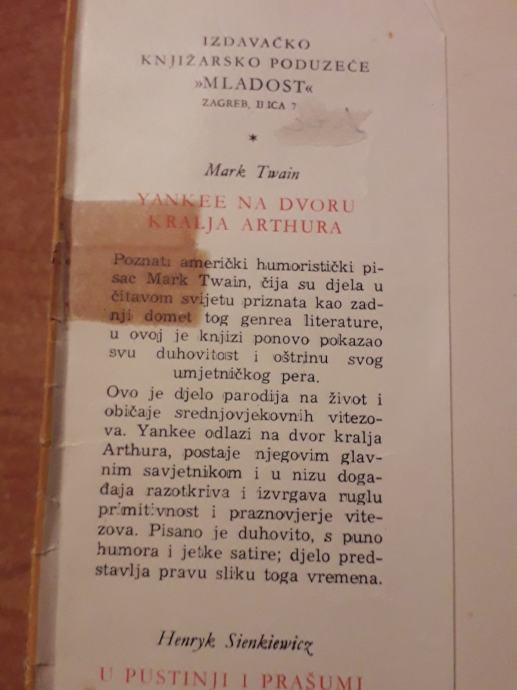 IZDAVAČKO
KNJIŽARSKO PODUZEĆE
»MLADOST«
ZAGREB, ILICA 7
*
Mark Twain
YANKEE NA DVORU
KRALJA ARTHURA
Poznati američki humoristički pi-
sac Mark Twain, čija su djela u
čitavom svijetu priznata kao zad-
nji domet tog genrea literature,
u ovoj je knjizi ponovo pokazao
svu duhovitost i oštrinu svog
umjetničkog pera.
Ovo je djelo parodija na život i
običaje srednjovjekovnih vitezo-
va. Yankee odlazi na dvor kralja
Arthura, postaje njegovim glav-
nim savjetnikom i u nizu doga-
đaja razotkriva i izvrgava ruglu
primitivnost i praznovjerje vite-
zova. Pisano je duhovito, s puno
humora i jetke satire; djelo pred-
stavlja pravu sliku toga vremena.
Henryk Sienkiewicz
U PUSTINJI I PRAŠUMI